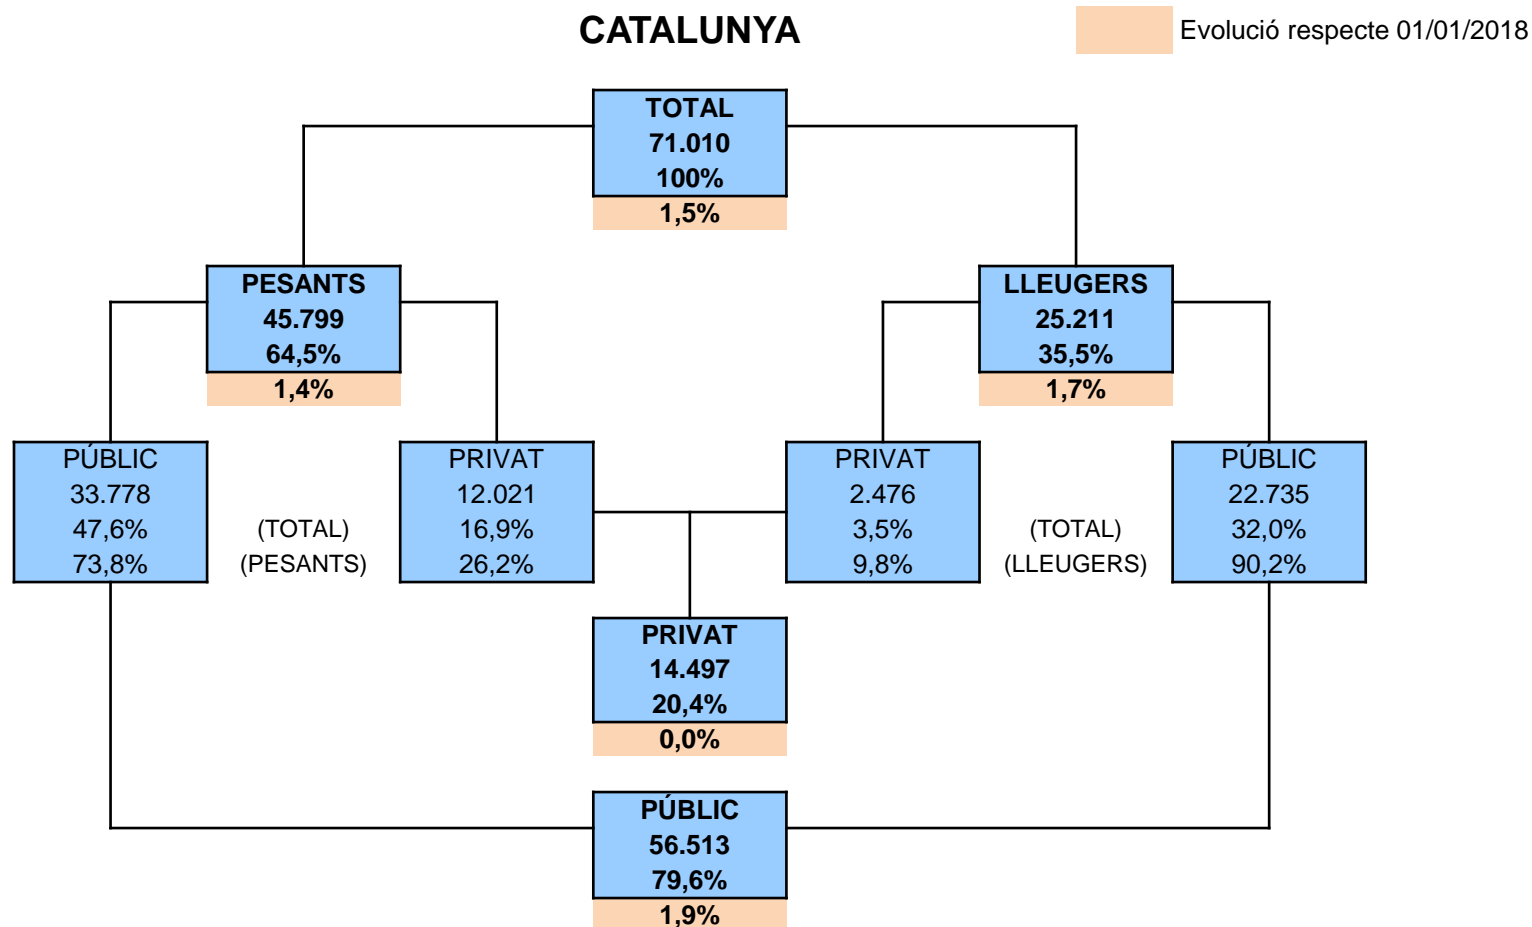 CATALUNYA
Evolució respecte 01/01/2018
TOTAL
71.010
100%
1,5%
PESANTS
45.799
64,5%
1,4%
LLEUGERS
25.211
35,5%
1,7%
PÚBLIC
33.778
47,6%
73,8%
(TOTAL)
(PESANTS)
PRIVAT
12.021
16,9%
26,2%
PRIVAT
2.476
3,5%
9,8%
(TOTAL)
(LLEUGERS)
PÚBLIC
22.735
32,0%
90,2%
PRIVAT
14.497
20,4%
0,0%
PÚBLIC
56.513
79,6%
1,9%